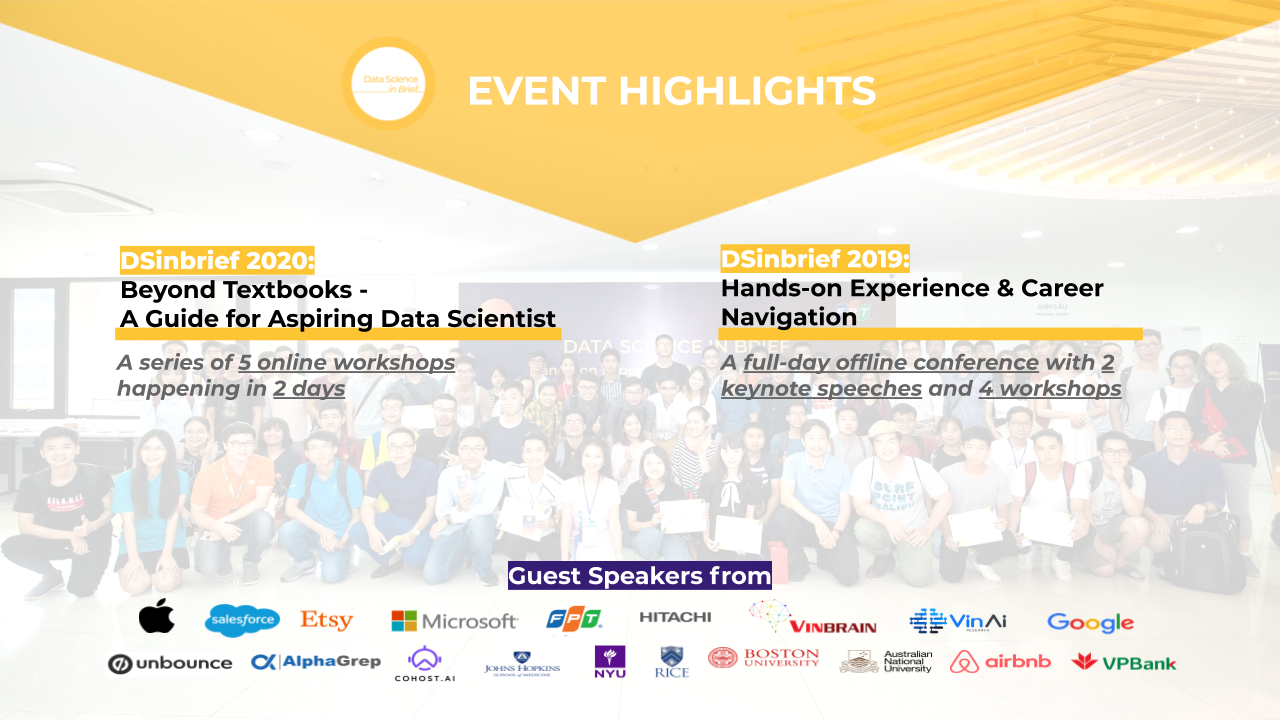 Data Science
in Brief
EVENT HIGHLIGHTS
DSinbrief 2020:
Beyond Textbooks -
A Guide for Aspiring Data Scientist
A series of 5 online workshops
happening in 2 days
DSinbrief 2019:
Hands-on Experience & Career
Navigation
A full-day offline conference with 2
keynote speeches and 4 workshops
DATA SCIENCE IN BRIEF
Guest Speakers from
salesforce
Etsy
Microsoft
FPT
HITACHI
VINBRAIN
VinAi
RESEARCH
Google
unbounce
AlphaGrep
COHOST.AI
JOHNS HOPKINS
SCHOOL of MEDICINE
NYU
RICE
BOSTON
UNIVERSITY
Australian
National
University
airbnb
VPBank